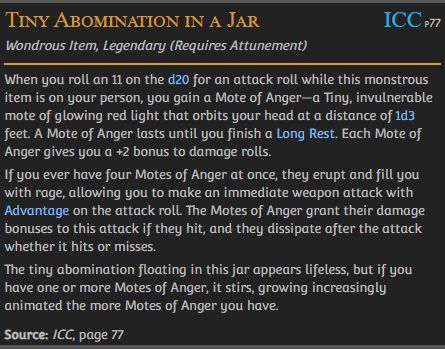 Tiny Abomination in a Jar ICC p77
Wondrous Item, Legendary (Requires Attunement)
When you roll an 11 on the d20 for an attack roll while this monstrous
item is on your person, you gain a Mote of Anger—a Tiny, invulnerable
mote of glowing red light that orbits your head at a distance of 1d3
feet. A Mote of Anger lasts until you finish a Long Rest. Each Mote of
Anger gives you a +2 bonus to damage rolls.
If you ever have four Motes of Anger at once, they erupt and fill you
with rage, allowing you to make an immediate weapon attack with
Advantage on the attack roll. The Motes of Anger grant their damage
bonuses to this attack if they hit, and they dissipate after the attack
whether it hits or misses.
The tiny abomination floating in this jar appears lifeless, but if you
have one or more Motes of Anger, it stirs, growing increasingly
animated the more Motes of Anger you have.
Source: ICC, page 77